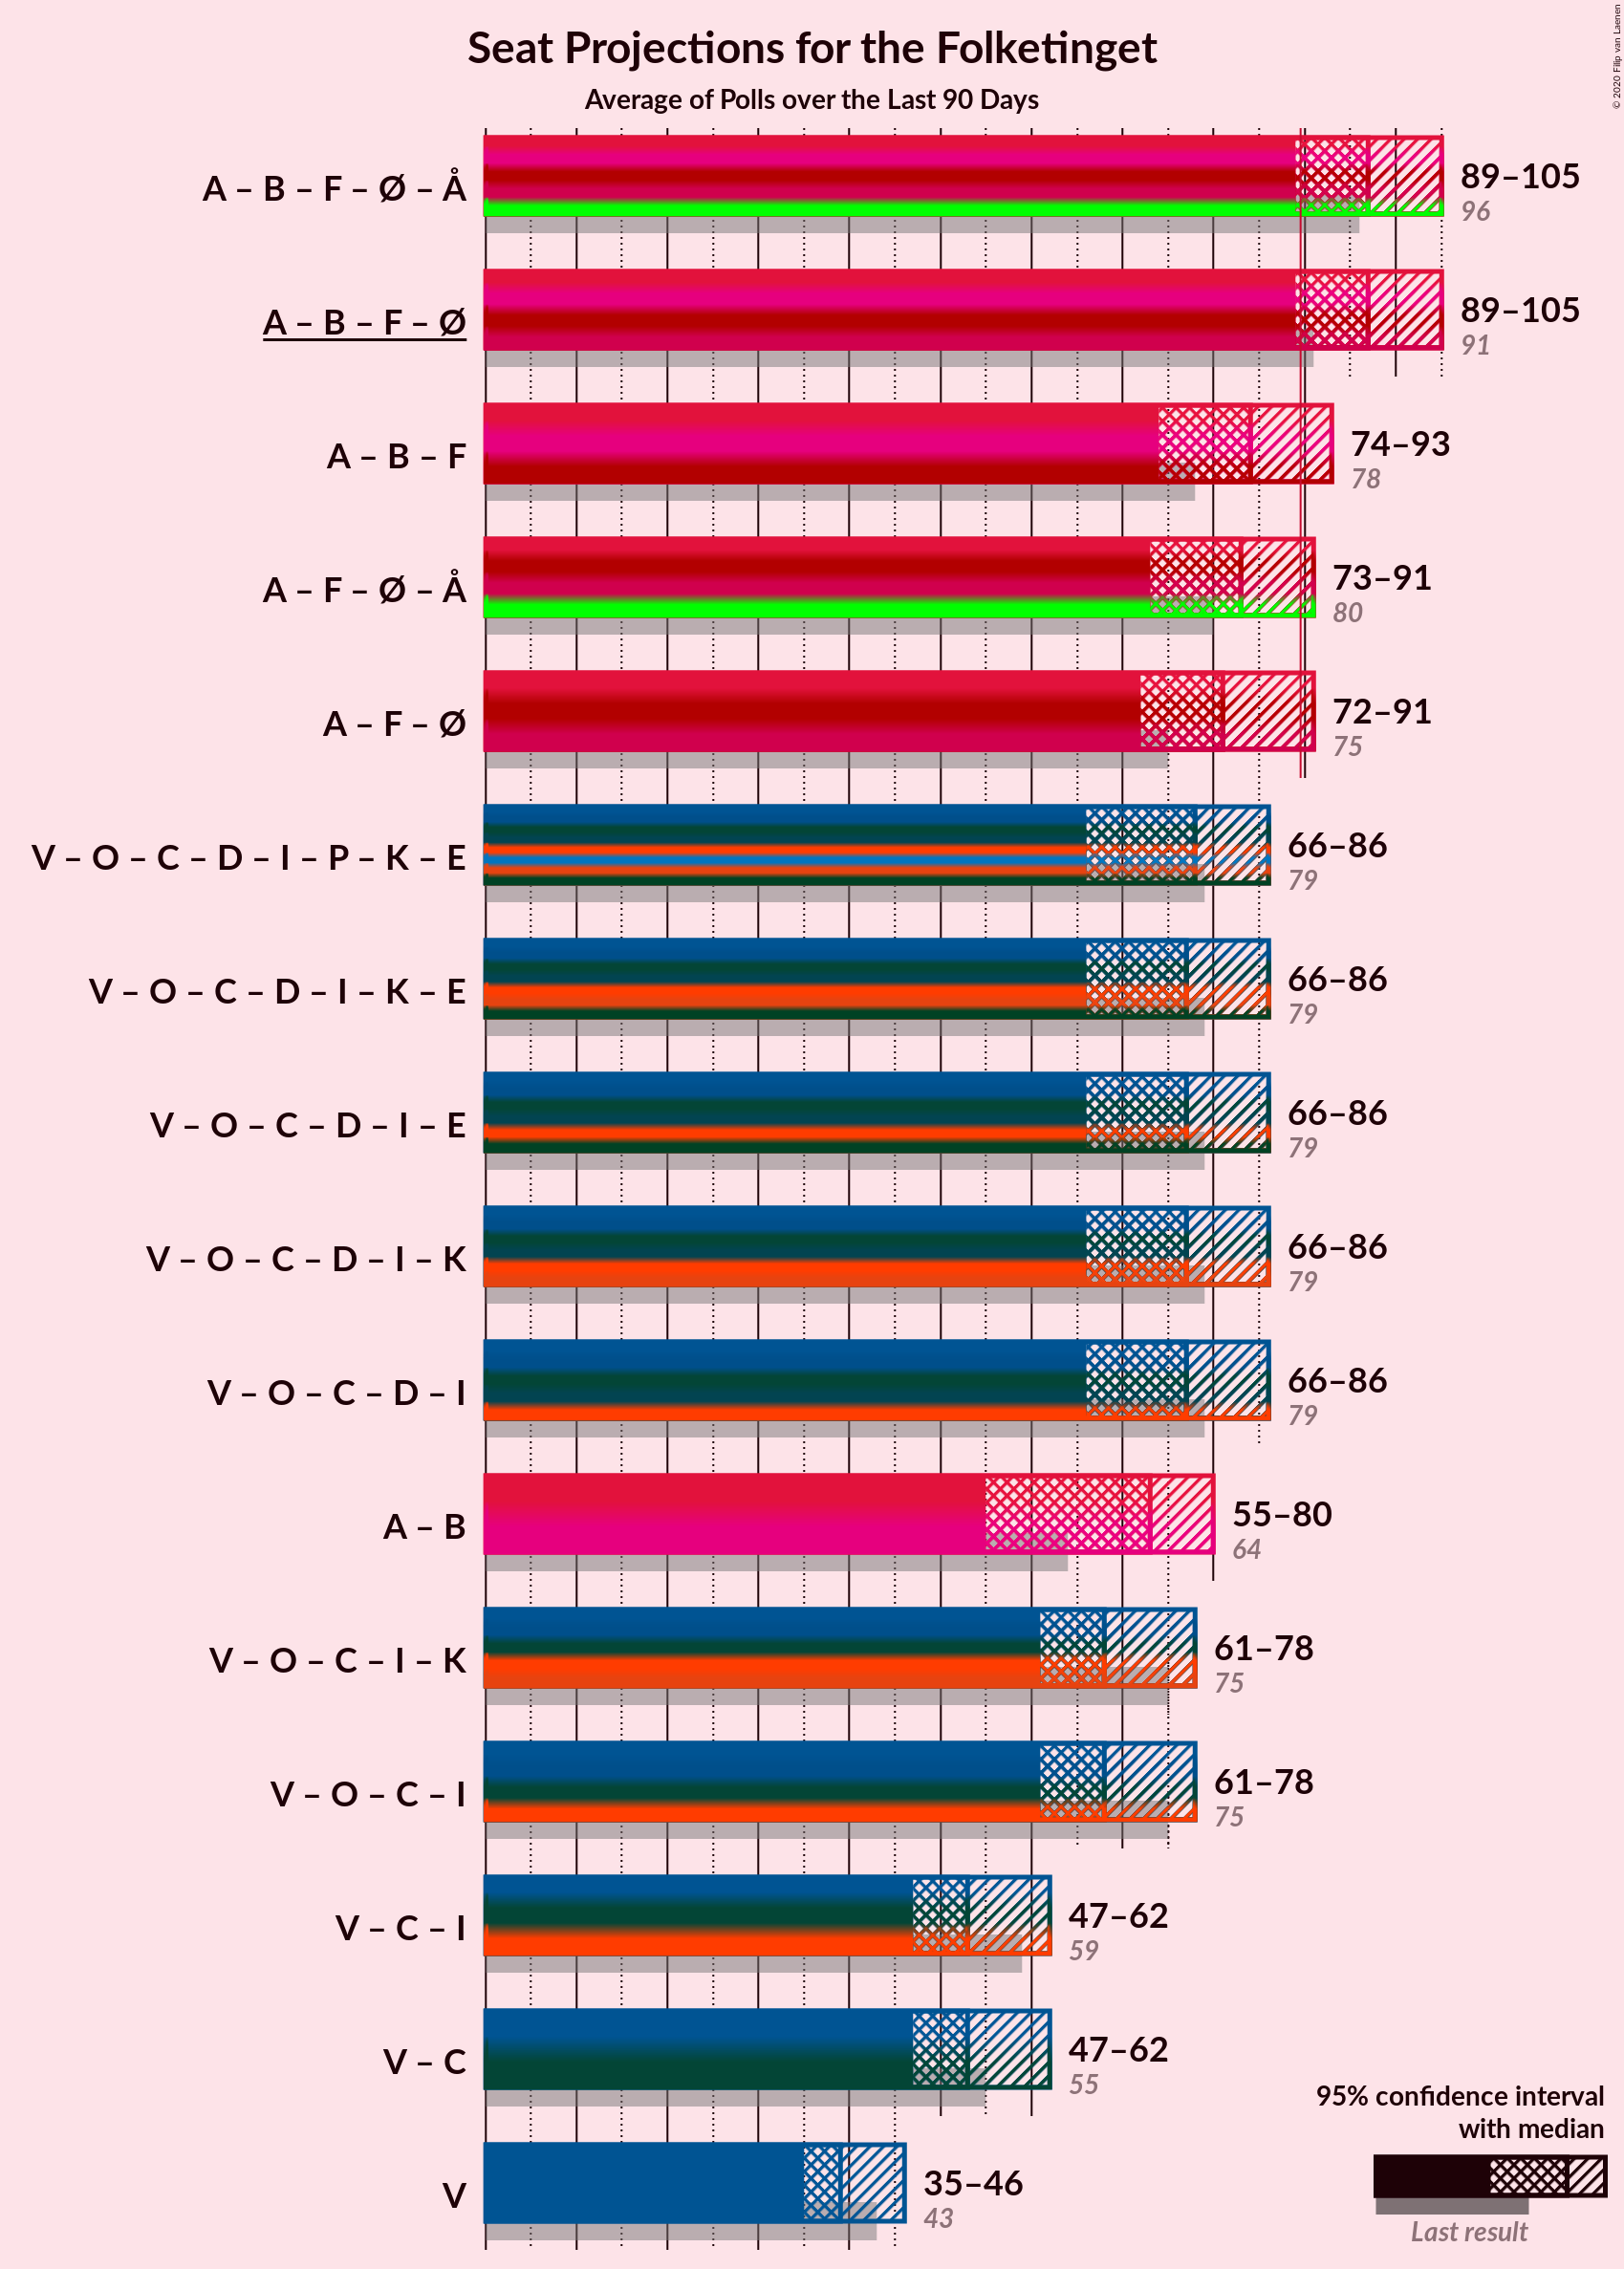 © 2020 Filip van Laenen
Seat Projections for the Folketinget
Average of Polls over the Last 90 Days
A – B – F – Ø – Å
89–105
96
A – B – F – Ø
89–105
91
A – B – F
74–93
78
A – F – Ø – Å
73–91
80
A – F – Ø
72–91
75
V – O – C – D – I – P – K – E
66–86
79
V – O – C – D – I – K – E
66–86
79
V – O – C – D – I – E
66–86
79
V – O – C – D – I – K
66–86
79
V – O – C – D – I
66–86
79
A – B
55–80
64
V – O – C – I – K
61–78
75
V – O – C – I
61–78
75
V – C – I
47–62
59
V – C
47–62
55
V
35–46
43
95% confidence interval
with median
Last result